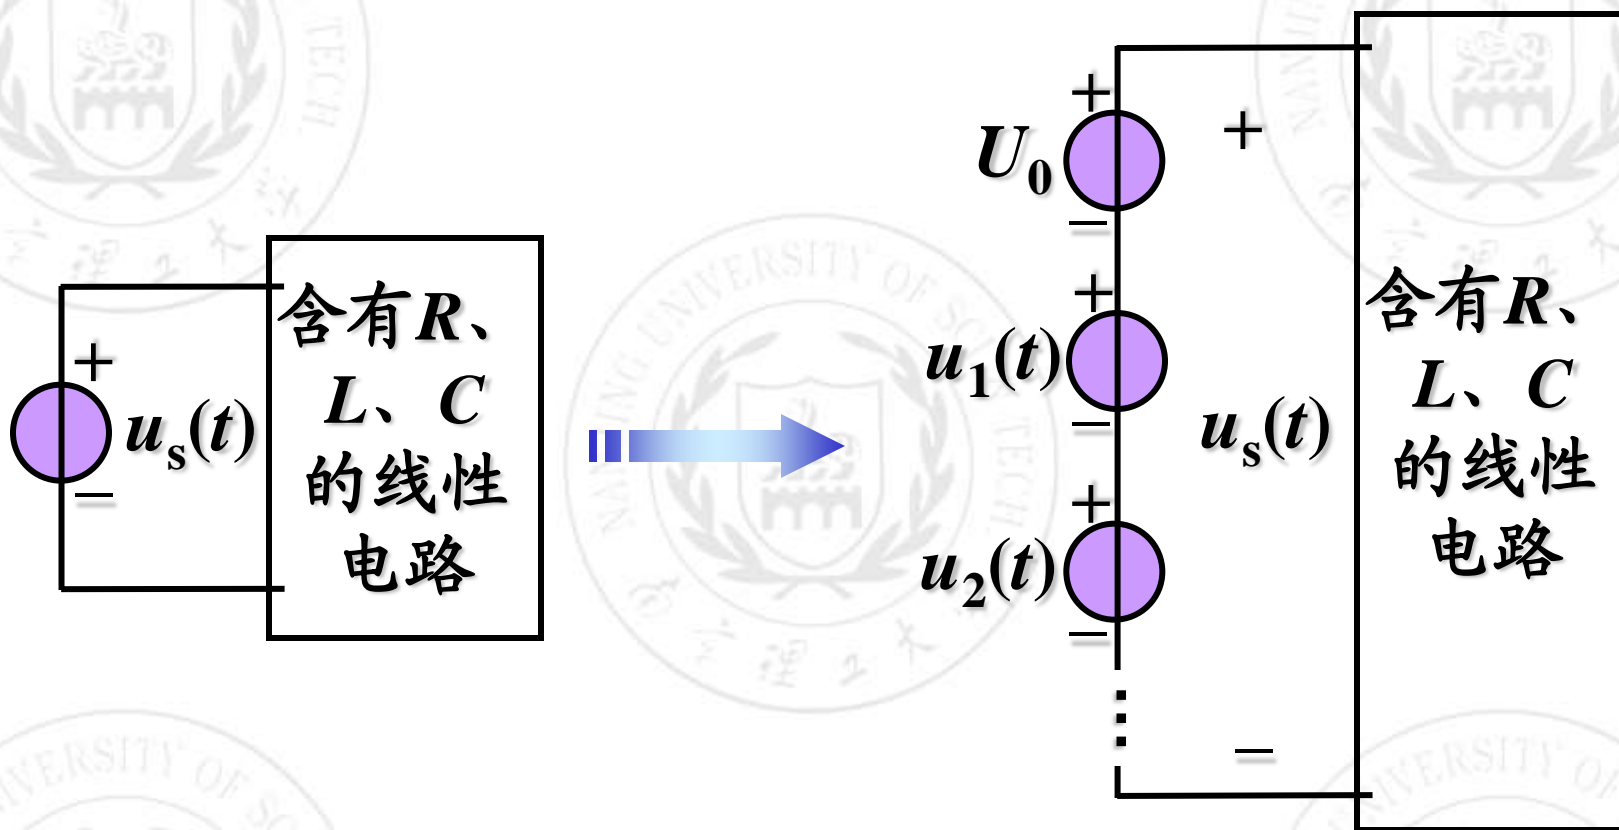 +
u_s(t)
−
含有R、
L、C
的线性
电路
+
U_0
−
+
u_1(t)
−
+
u_2(t)
−
⋮
+
u_s(t)
−
含有R、
L、C
的线性
电路